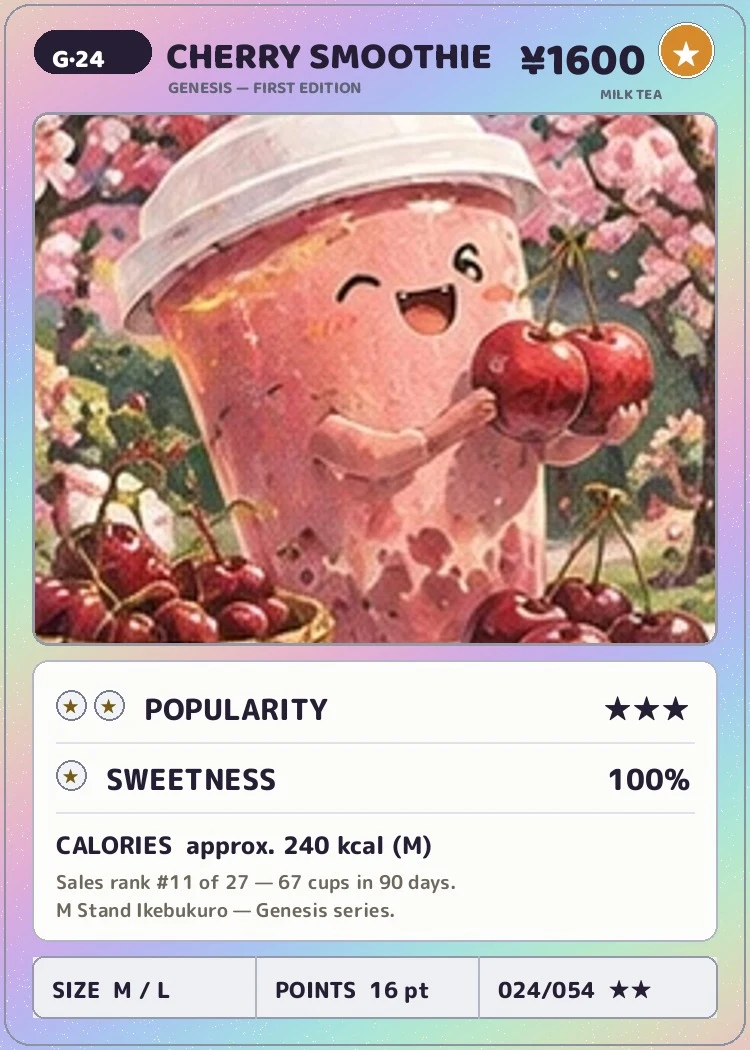 G·24
CHERRY SMOOTHIE
¥1600 ★
GENESIS — FIRST EDITION
MILK TEA
★ ★ POPULARITY ★★★
★ SWEETNESS 100%
CALORIES approx. 240 kcal (M)
Sales rank #11 of 27 — 67 cups in 90 days.
M Stand Ikebukuro — Genesis series.
SIZE M / L
POINTS 16 pt
024/054 ★★